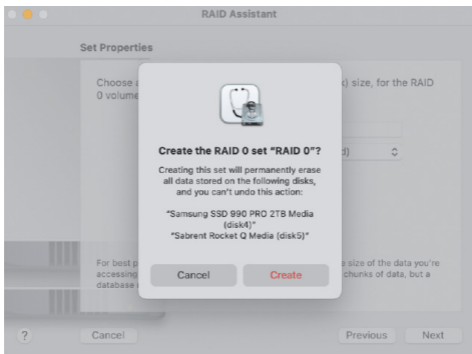 RAID Assistant
Set Properties
Choose
k) size, for the RAID
0 volume
d)
Create the RAID 0 set “RAID 0”?
Creating this set will permanently erase
all data stored on the following disks,
and you can’t undo this action:
“Samsung SSD 990 PRO 2TB Media
(disk4)”
“Sabrent Rocket Q Media (disk5)”
Cancel
Create
For best p
e size of the data you're
accessing
chunks of data, but a
database
?
Cancel
Previous
Next